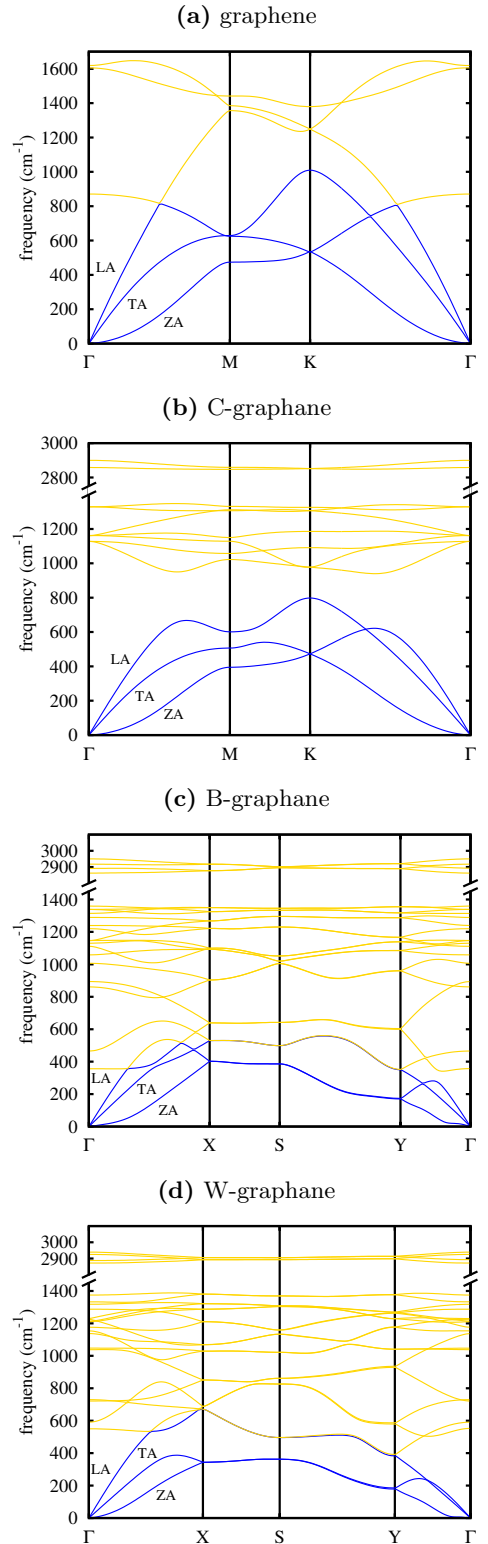 (a) graphene
1600
1400
1200
1000
800
600
400
200
0
frequency (cm⁻¹)
LA
TA
ZA
Γ M K Γ
(b) C-graphane
3000
2800
1200
1000
800
600
400
200
0
frequency (cm⁻¹)
LA
TA
ZA
Γ M K Γ
(c) B-graphane
3000
2900
1400
1200
1000
800
600
400
200
0
frequency (cm⁻¹)
LA
TA
ZA
Γ X S Y Γ
(d) W-graphane
3000
2900
1400
1200
1000
800
600
400
200
0
frequency (cm⁻¹)
LA
TA
ZA
Γ X S Y Γ